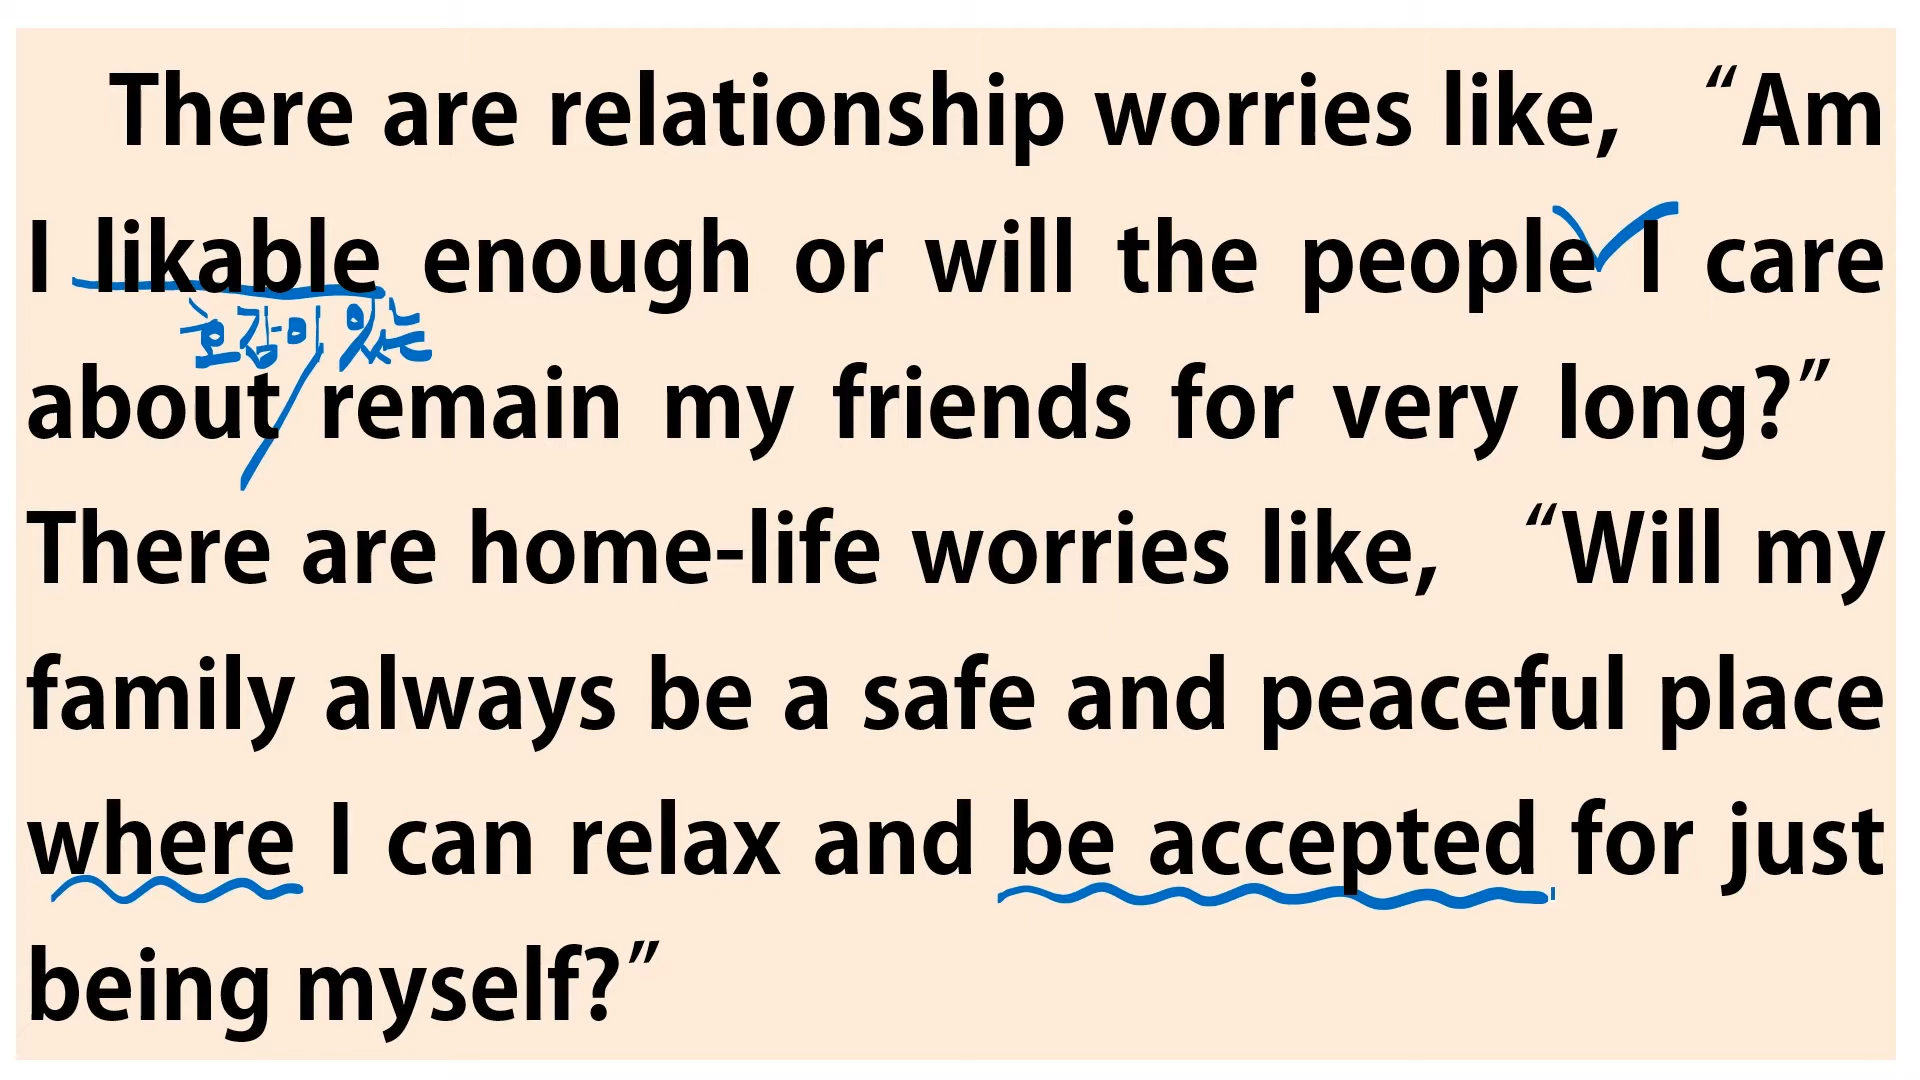 There are relationship worries like, “Am
I likable enough or will the people I care
호감이 있는
about remain my friends for very long?”
There are home-life worries like, “Will my
family always be a safe and peaceful place
where I can relax and be accepted for just
being myself?”